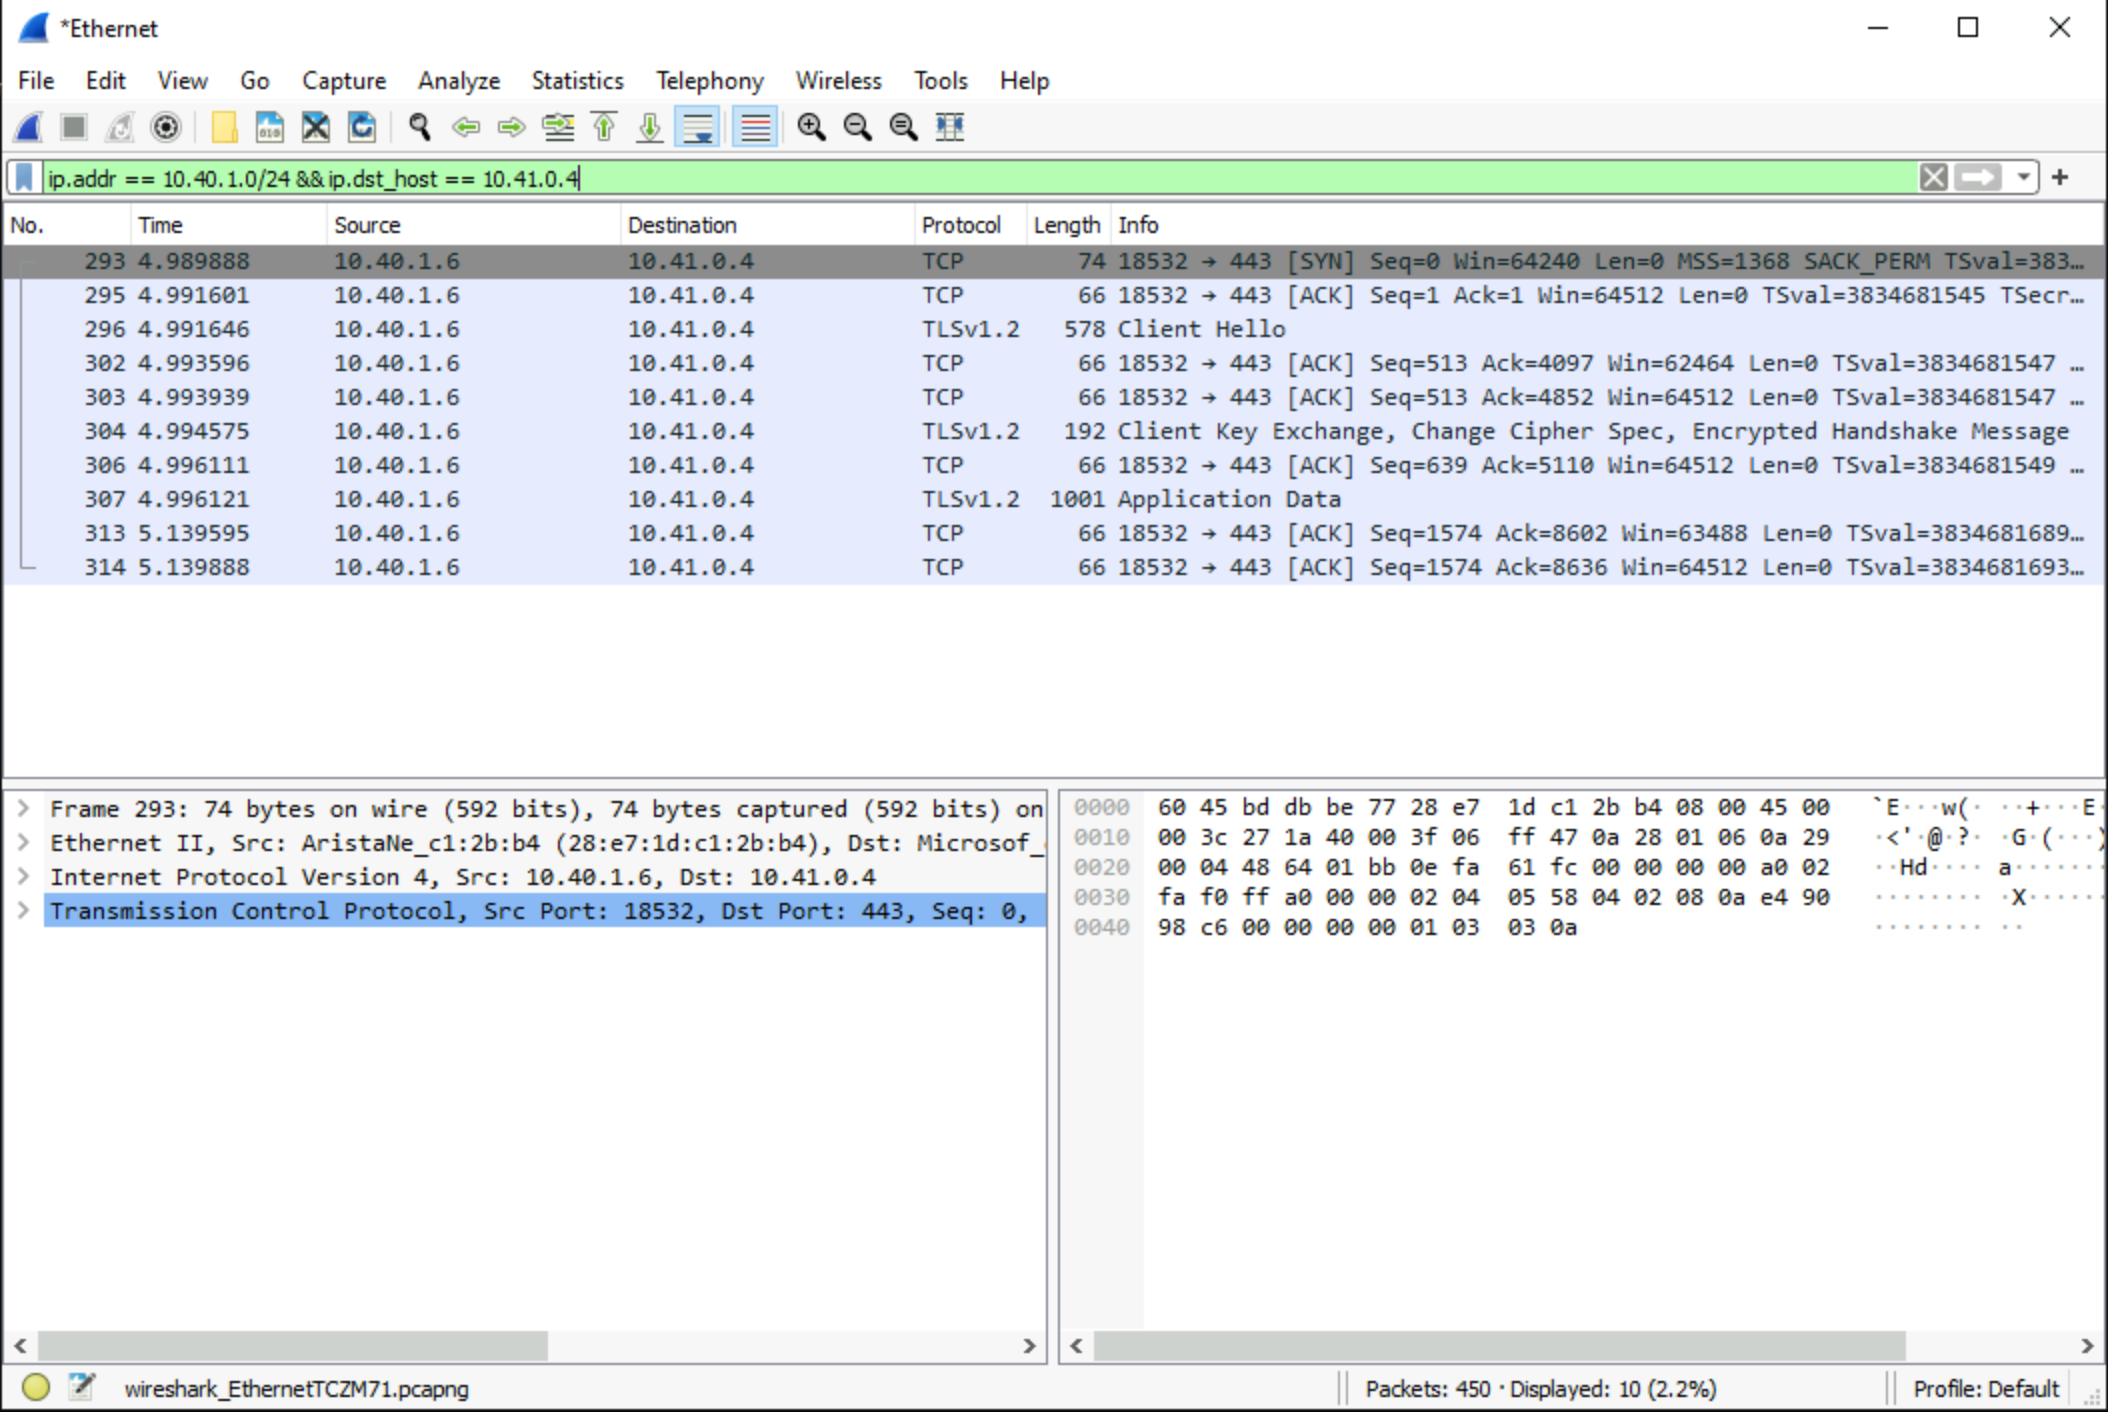 *Ethernet
File Edit View Go Capture Analyze Statistics Telephony Wireless Tools Help
ip.addr == 10.40.1.0/24 && ip.dst_host == 10.41.0.4
No. Time Source Destination Protocol Length Info
293 4.989888 10.40.1.6 10.41.0.4 TCP 74 18532 → 443 [SYN] Seq=0 Win=64240 Len=0 MSS=1368 SACK_PERM TSval=383…
295 4.991601 10.40.1.6 10.41.0.4 TCP 66 18532 → 443 [ACK] Seq=1 Ack=1 Win=64512 Len=0 TSval=3834681545 TSecr…
296 4.991646 10.40.1.6 10.41.0.4 TLSv1.2 578 Client Hello
302 4.993596 10.40.1.6 10.41.0.4 TCP 66 18532 → 443 [ACK] Seq=513 Ack=4097 Win=62464 Len=0 TSval=3834681547 …
303 4.993939 10.40.1.6 10.41.0.4 TCP 66 18532 → 443 [ACK] Seq=513 Ack=4852 Win=64512 Len=0 TSval=3834681547 …
304 4.994575 10.40.1.6 10.41.0.4 TLSv1.2 192 Client Key Exchange, Change Cipher Spec, Encrypted Handshake Message
306 4.996111 10.40.1.6 10.41.0.4 TCP 66 18532 → 443 [ACK] Seq=639 Ack=5110 Win=64512 Len=0 TSval=3834681549 …
307 4.996121 10.40.1.6 10.41.0.4 TLSv1.2 1001 Application Data
313 5.139595 10.40.1.6 10.41.0.4 TCP 66 18532 → 443 [ACK] Seq=1574 Ack=8602 Win=63488 Len=0 TSval=3834681689…
314 5.139888 10.40.1.6 10.41.0.4 TCP 66 18532 → 443 [ACK] Seq=1574 Ack=8636 Win=64512 Len=0 TSval=3834681693…
Frame 293: 74 bytes on wire (592 bits), 74 bytes captured (592 bits) on
Ethernet II, Src: AristaNe_c1:2b:b4 (28:e7:1d:c1:2b:b4), Dst: Microsof_
Internet Protocol Version 4, Src: 10.40.1.6, Dst: 10.41.0.4
Transmission Control Protocol, Src Port: 18532, Dst Port: 443, Seq: 0,
0000 60 45 bd db be 77 28 e7 1d c1 2b b4 08 00 45 00 `E···w(· ··+···E·
0010 00 3c 27 1a 40 00 3f 06 ff 47 0a 28 01 06 0a 29 ·<'·@·?· ·G·(···)
0020 00 04 48 64 01 bb 0e fa 61 fc 00 00 00 00 a0 02 ··Hd···· a·······
0030 fa f0 ff a0 00 00 02 04 05 58 04 02 08 0a e4 90 ········ ·X······
0040 98 c6 00 00 00 00 01 03 03 0a ········ ··
wireshark_EthernetTCZM71.pcapng
Packets: 450 · Displayed: 10 (2.2%)
Profile: Default